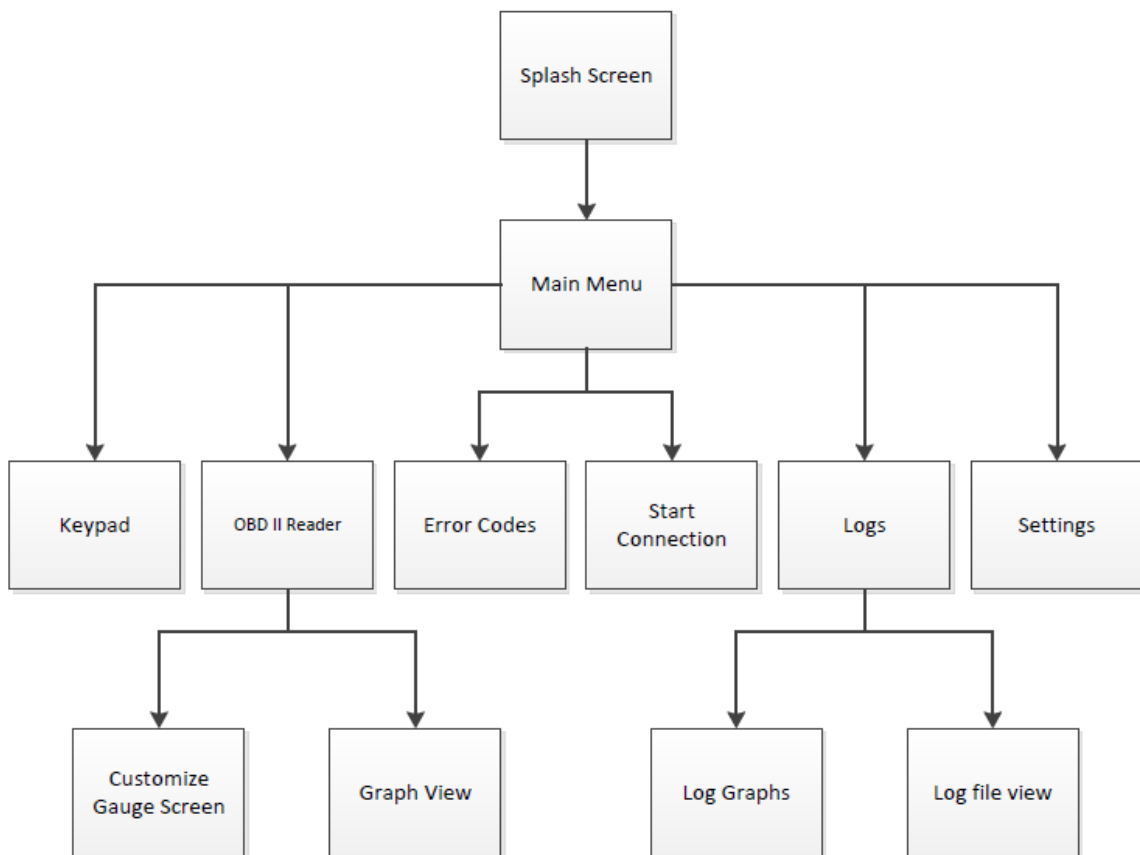 Splash Screen
Main Menu
Keypad
OBD II Reader
Error Codes
Start
Connection
Logs
Settings
Customize
Gauge Screen
Graph View
Log Graphs
Log file view